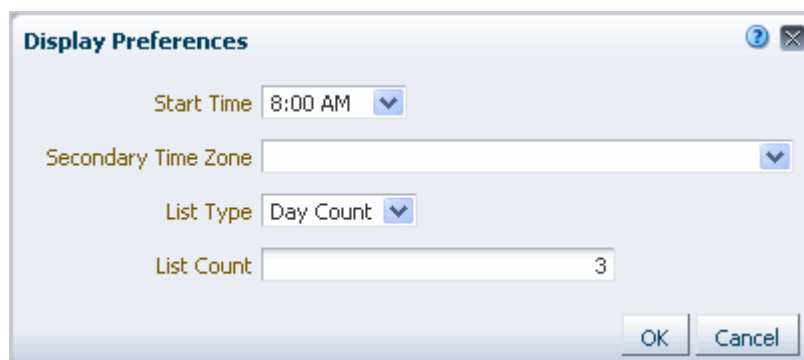 Display Preferences ?
Start Time 8:00 AM
Secondary Time Zone
List Type Day Count
List Count 3
OK Cancel